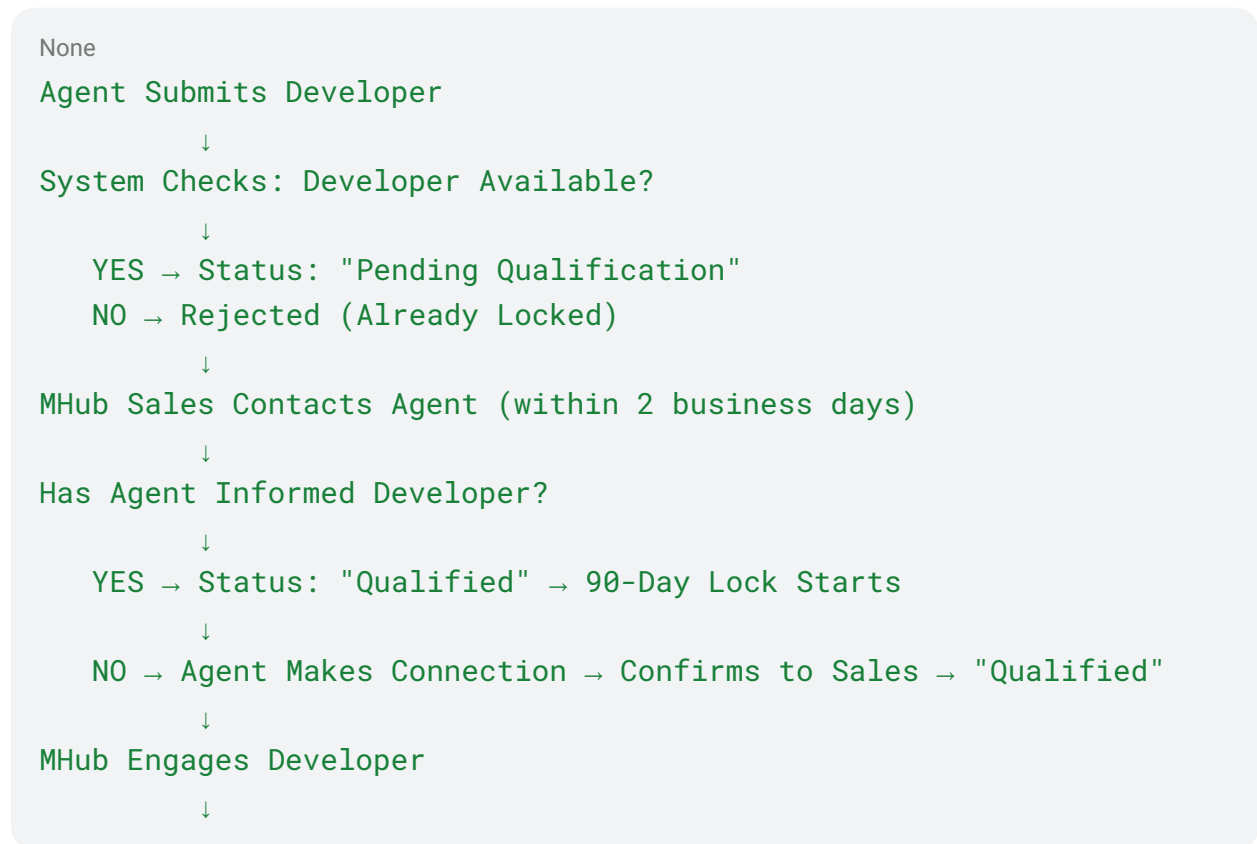 None
Agent Submits Developer
↓
System Checks: Developer Available?
↓
YES → Status: "Pending Qualification"
NO → Rejected (Already Locked)
↓
MHub Sales Contacts Agent (within 2 business days)
↓
Has Agent Informed Developer?
↓
YES → Status: "Qualified" → 90-Day Lock Starts
↓
NO → Agent Makes Connection → Confirms to Sales → "Qualified"
↓
MHub Engages Developer
↓